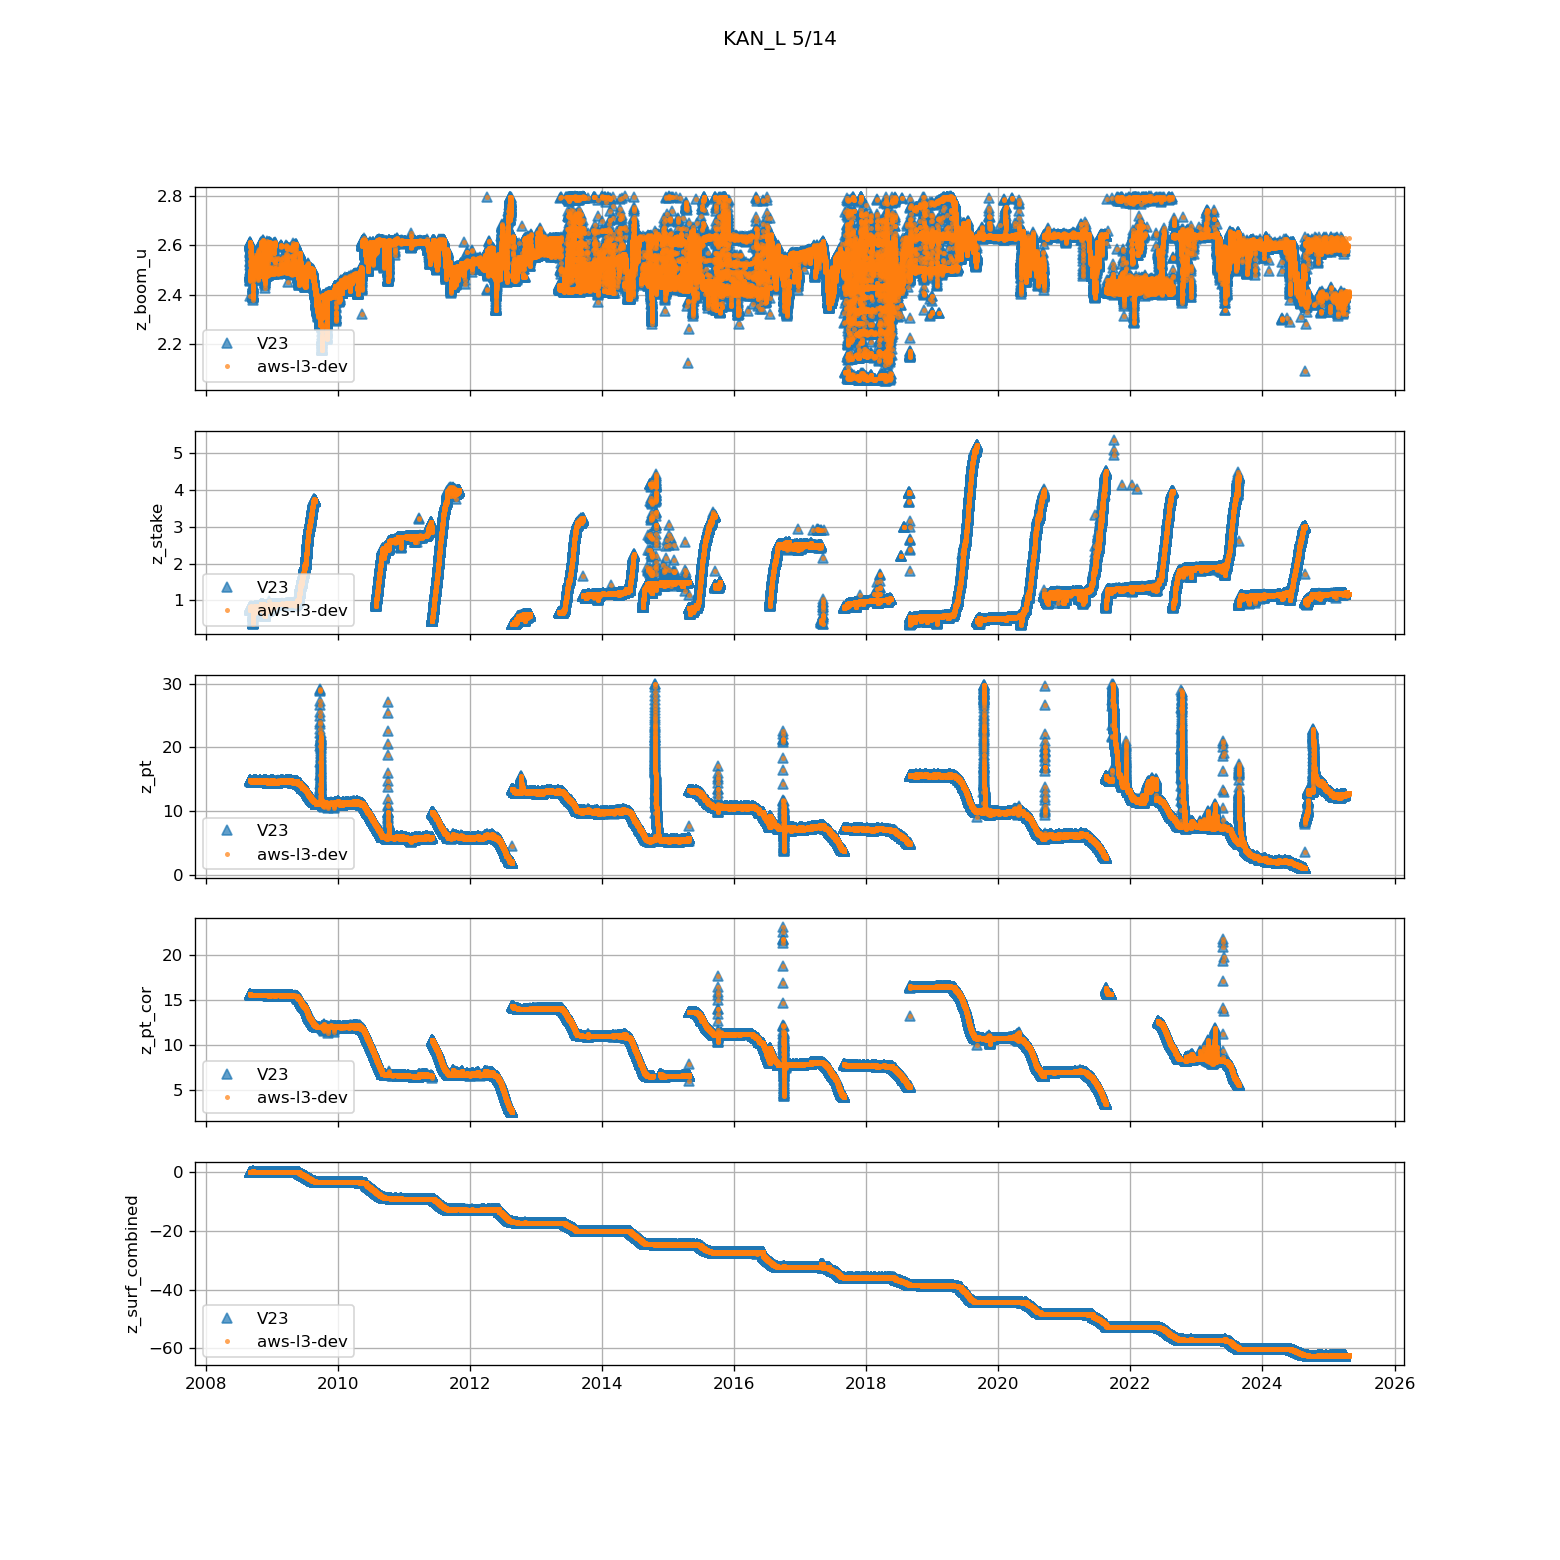 KAN_L 5/14
z_boom_u
2.8
2.6
2.4
2.2
V23
aws-l3-dev
z_stake
5
4
3
2
1
V23
aws-l3-dev
z_pt
30
20
10
0
V23
aws-l3-dev
z_pt_cor
20
15
10
5
V23
aws-l3-dev
z_surf_combined
0
−20
−40
−60
V23
aws-l3-dev
2008 2010 2012 2014 2016 2018 2020 2022 2024 2026